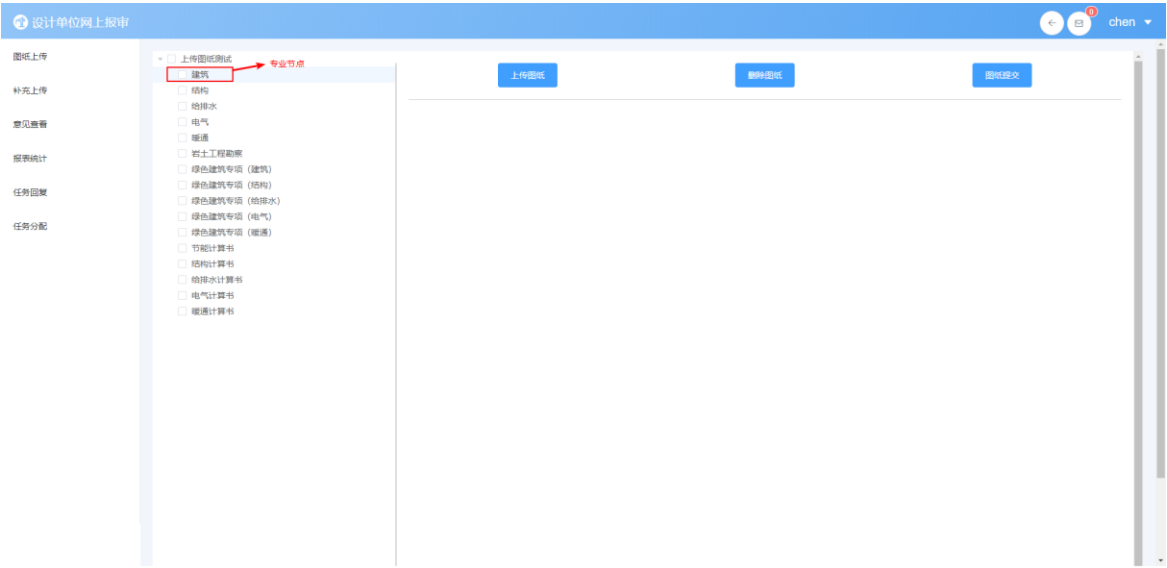 设计单位网上报审
0
chen
图纸上传
补充上传
意见查看
报表统计
任务回复
任务分配
上传图纸测试
专业节点
建筑
结构
给排水
电气
暖通
岩土工程勘察
绿色建筑专项（建筑）
绿色建筑专项（结构）
绿色建筑专项（给排水）
绿色建筑专项（电气）
绿色建筑专项（暖通）
节能计算书
结构计算书
给排水计算书
电气计算书
暖通计算书
上传图纸
删除图纸
图纸提交